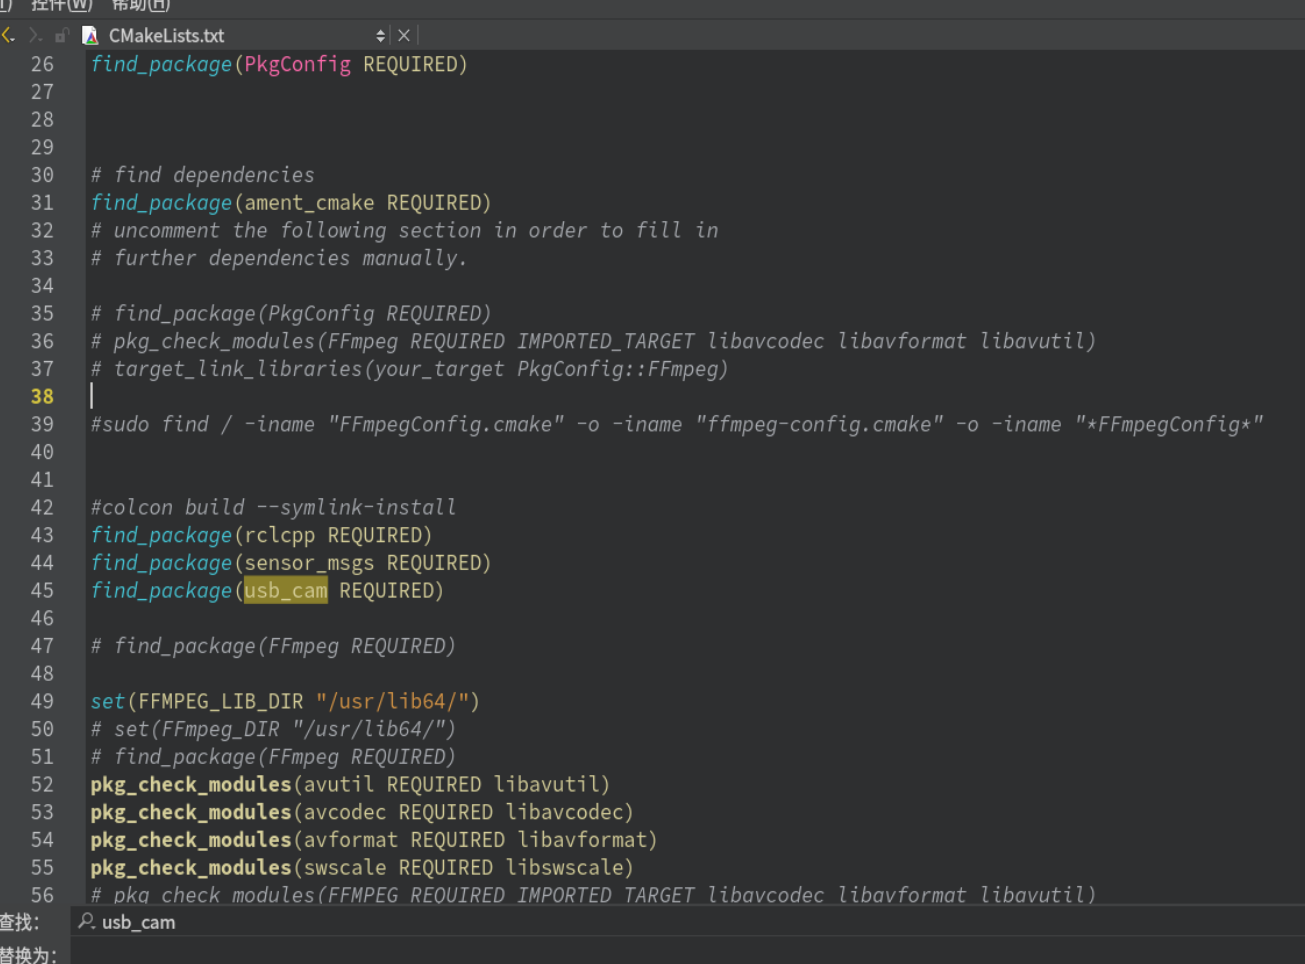 控件(W) 帮助(H)
CMakeLists.txt
26 find_package(PkgConfig REQUIRED)
27
28
29
30 # find dependencies
31 find_package(ament_cmake REQUIRED)
32 # uncomment the following section in order to fill in
33 # further dependencies manually.
34
35 # find_package(PkgConfig REQUIRED)
36 # pkg_check_modules(FFmpeg REQUIRED IMPORTED_TARGET libavcodec libavformat libavutil)
37 # target_link_libraries(your_target PkgConfig::FFmpeg)
38
39 #sudo find / -iname "FFmpegConfig.cmake" -o -iname "ffmpeg-config.cmake" -o -iname "*FFmpegConfig*"
40
41
42 #colcon build --symlink-install
43 find_package(rclcpp REQUIRED)
44 find_package(sensor_msgs REQUIRED)
45 find_package(usb_cam REQUIRED)
46
47 # find_package(FFmpeg REQUIRED)
48
49 set(FFMPEG_LIB_DIR "/usr/lib64/")
50 # set(FFmpeg_DIR "/usr/lib64/")
51 # find_package(FFmpeg REQUIRED)
52 pkg_check_modules(avutil REQUIRED libavutil)
53 pkg_check_modules(avcodec REQUIRED libavcodec)
54 pkg_check_modules(avformat REQUIRED libavformat)
55 pkg_check_modules(swscale REQUIRED libswscale)
56 # pkg_check_modules(FFMPEG REQUIRED IMPORTED_TARGET libavcodec libavformat libavutil)
查找: usb_cam
替换为: